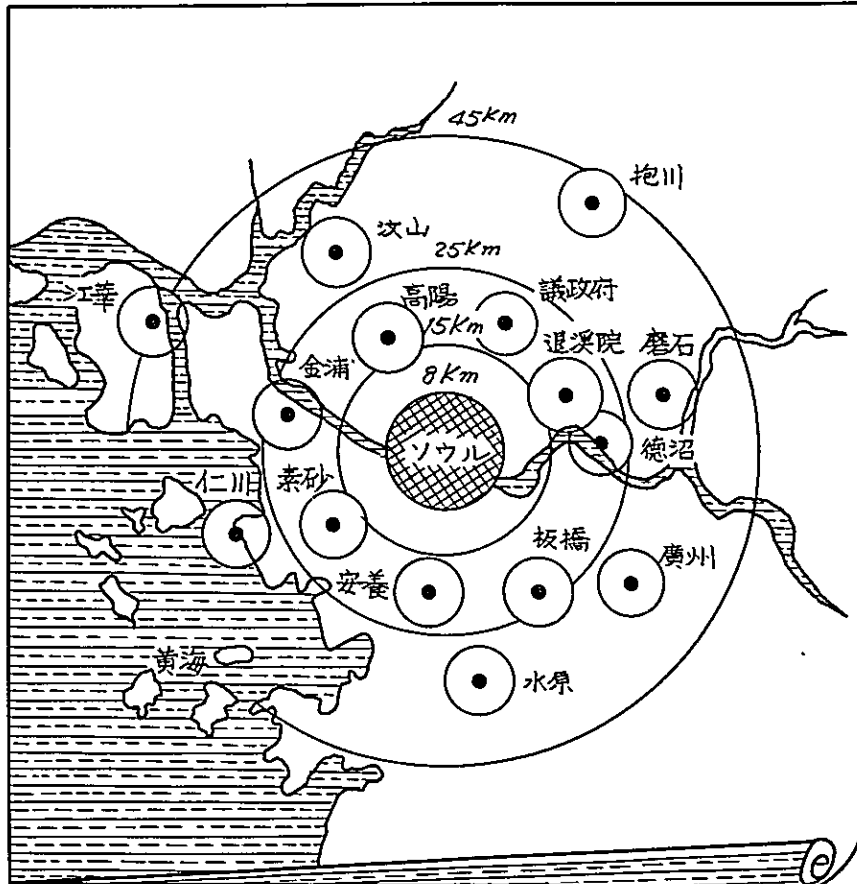 45Km
抱川
汶山
25Km
江華
高陽
議政府
15Km
退溪院
磨石
金浦
8Km
ソウル
德沼
仁川
素砂
板橋
廣州
安養
黄海
水原